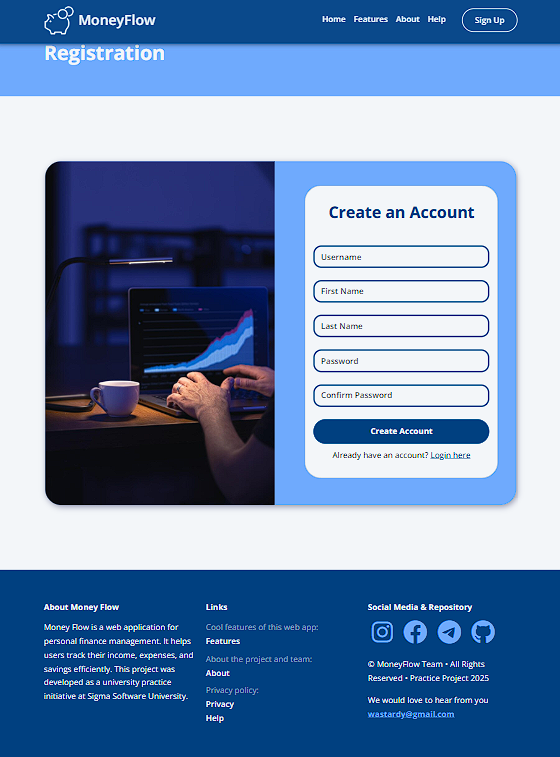 MoneyFlow
Home Features About Help Sign Up
Registration
Create an Account
Username
First Name
Last Name
Password
Confirm Password
Create Account
Already have an account? Login here
About Money Flow
Money Flow is a web application for
personal finance management. It helps
users track their income, expenses, and
savings efficiently. This project was
developed as a university practice
initiative at Sigma Software University.
Links
Cool features of this web app:
Features
About the project and team:
About
Privacy policy:
Privacy
Help
Social Media & Repository
© MoneyFlow Team • All Rights
Reserved • Practice Project 2025
We would love to hear from you
wastardy@gmail.com